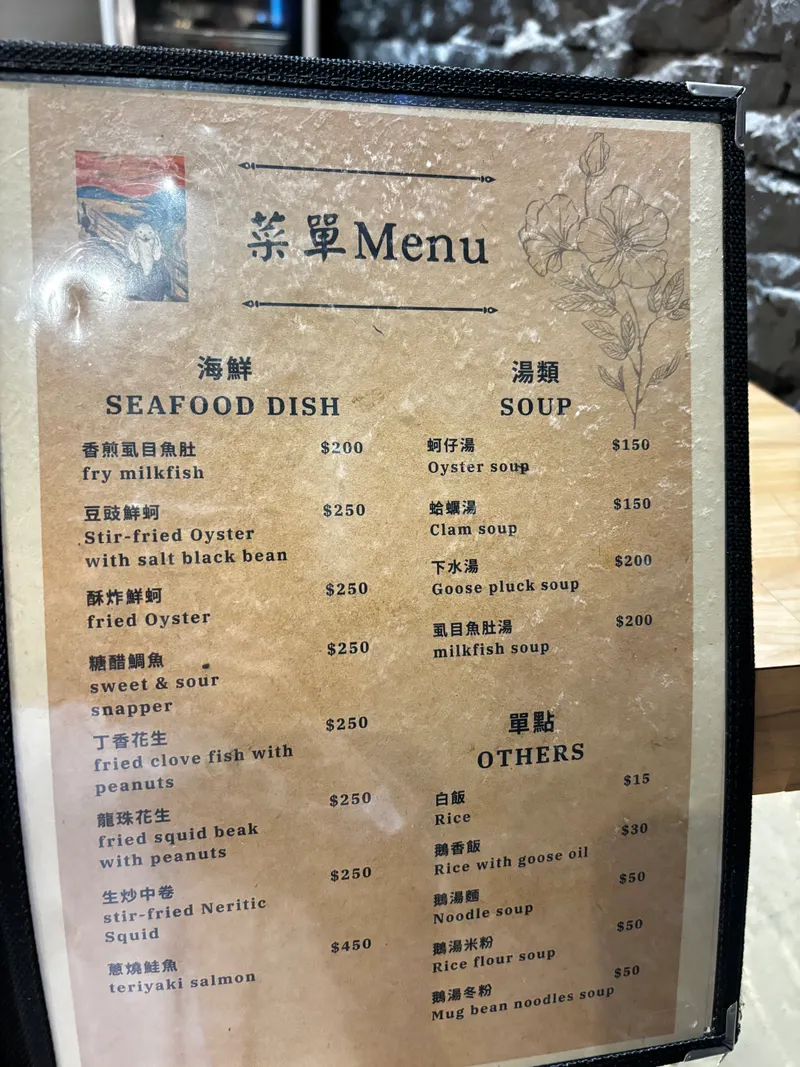 菜單Menu
海鮮
SEAFOOD DISH
香煎虱目魚肚 $200
fry milkfish
豆豉鮮蚵 $250
Stir-fried Oyster
with salt black bean
酥炸鮮蚵 $250
fried Oyster
糖醋鯛魚 $250
sweet & sour
snapper
丁香花生 $250
fried clove fish with
peanuts
龍珠花生 $250
fried squid beak
with peanuts
生炒中卷 $250
stir-fried Neritic
Squid
蔥燒鮭魚 $450
teriyaki salmon
湯類
SOUP
蚵仔湯 $150
Oyster soup
蛤蠣湯 $150
Clam soup
下水湯 $200
Goose pluck soup
虱目魚肚湯 $200
milkfish soup
單點
OTHERS
白飯 $15
Rice
鵝香飯 $30
Rice with goose oil
鵝湯麵 $50
Noodle soup
鵝湯米粉 $50
Rice flour soup
鵝湯冬粉 $50
Mug bean noodles soup